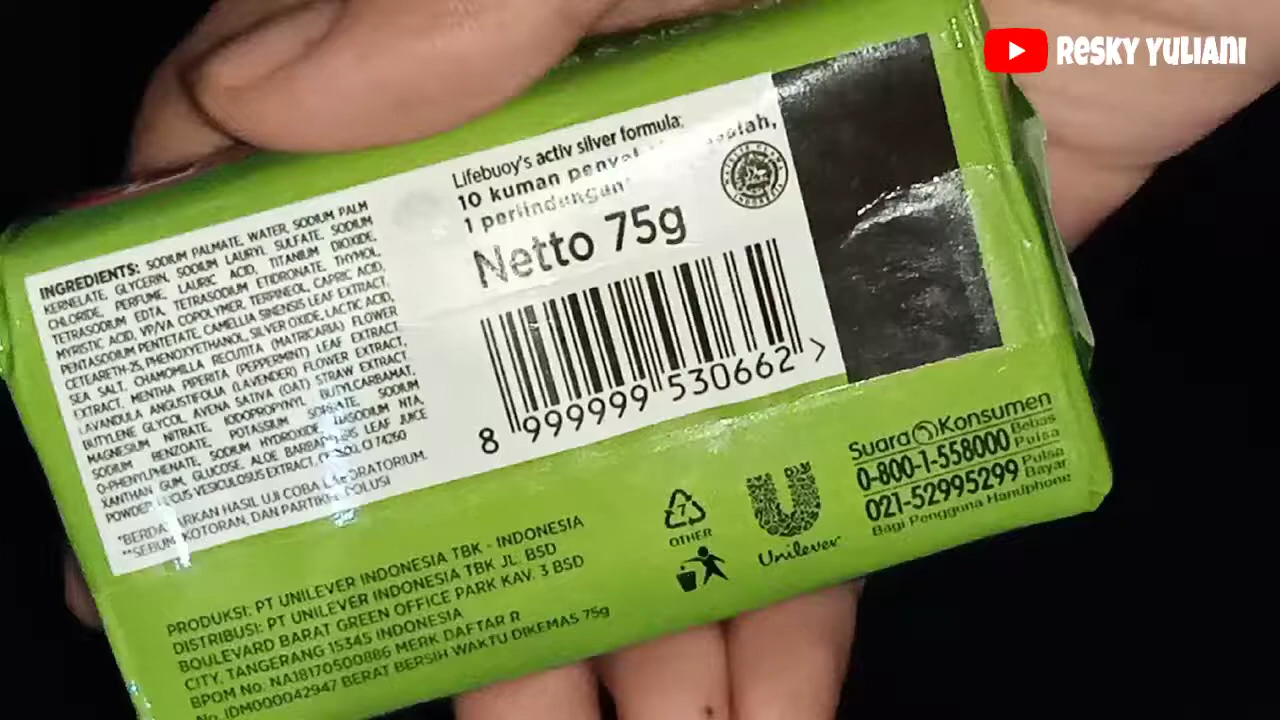 RESKY YULIANI
Lifebuoy's activ silver formula;
10 kuman
1 perlindungan
Netto 75g
8 999999 530662 >
INGREDIENTS: SODIUM PALMATE, WATER, SODIUM PALM
KERNELATE, GLYCERIN, SODIUM LAURYL SULFATE, SODIUM
CHLORIDE, PERFUME, LAURIC ACID, TITANIUM DIOXIDE,
TETRASODIUM EDTA, TETRASODIUM ETIDRONATE, THYMOL,
MYRISTIC ACID, VP/VA COPOLYMER, TERPINEOL, CAPRIC ACID,
PENTASODIUM PENTETATE, CAMELLIA SINENSIS LEAF EXTRACT,
CETEARETH-25, PHENOXYETHANOL, SILVER OXIDE, LACTIC ACID,
SEA SALT, CHAMOMILLA RECUTITA (MATRICARIA) FLOWER
EXTRACT, MENTHA PIPERITA (PEPPERMINT) LEAF EXTRACT,
LAVANDULA ANGUSTIFOLIA (LAVENDER) FLOWER EXTRACT,
BUTYLENE GLYCOL, AVENA SATIVA (OAT) STRAW EXTRACT,
MAGNESIUM NITRATE, IODOPROPYNYL BUTYLCARBAMAT,
SODIUM BENZOATE, POTASSIUM SORBATE, SODIUM
O-PHENYLPHENATE, SODIUM HYDROXIDE, TRISODIUM NTA,
XANTHAN GUM, GLUCOSE, ALOE BARBADENSIS LEAF JUICE
POWDER, FUCUS VESICULOSUS EXTRACT, CI 74260
*BERDASARKAN HASIL UJI COBA LABORATORIUM.
**SEBUM, KOTORAN, DAN PARTIKEL POLUSI
PRODUKSI: PT UNILEVER INDONESIA TBK - INDONESIA
DISTRIBUSI: PT UNILEVER INDONESIA TBK JL. BSD
BOULEVARD BARAT GREEN OFFICE PARK KAV. 3 BSD
CITY, TANGERANG 15345 INDONESIA
BPOM No: NA18170500886 MERK DAFTAR R
No. IDM000042947 BERAT BERSIH WAKTU DIKEMAS 75g
7
OTHER
Unilever
Suara Konsumen
0-800-1-558000 Bebas Pulsa
021-52995299 Pulsa Bayar
Bagi Pengguna Handphone